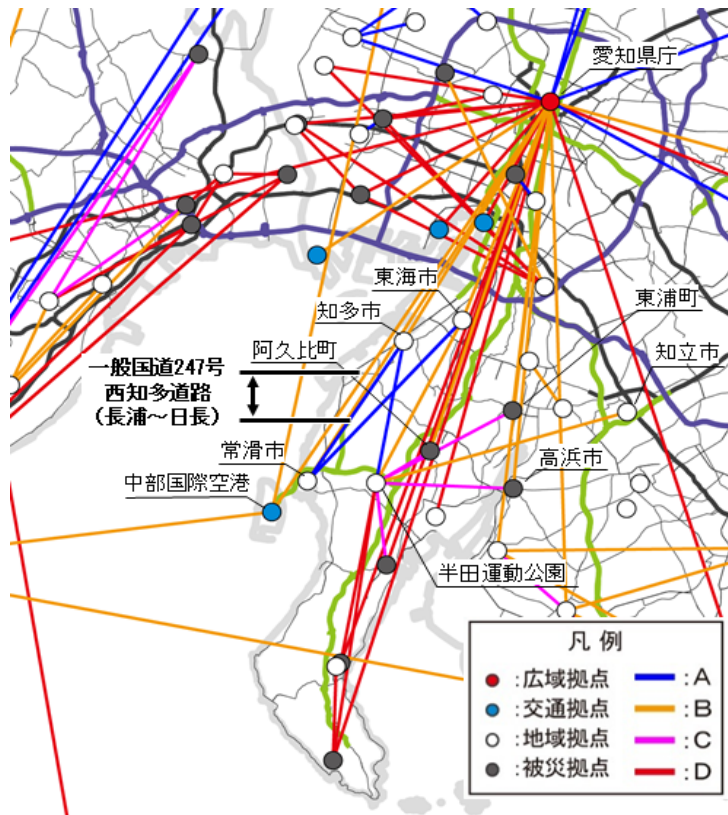 愛知県庁
東海市
東浦町
知多市
阿久比町
知立市
一般国道247号
西知多道路
(長浦～日長)
常滑市
高浜市
中部国際空港
半田運動公園
凡例
:広域拠点 :A
:交通拠点 :B
:地域拠点 :C
:被災拠点 :D